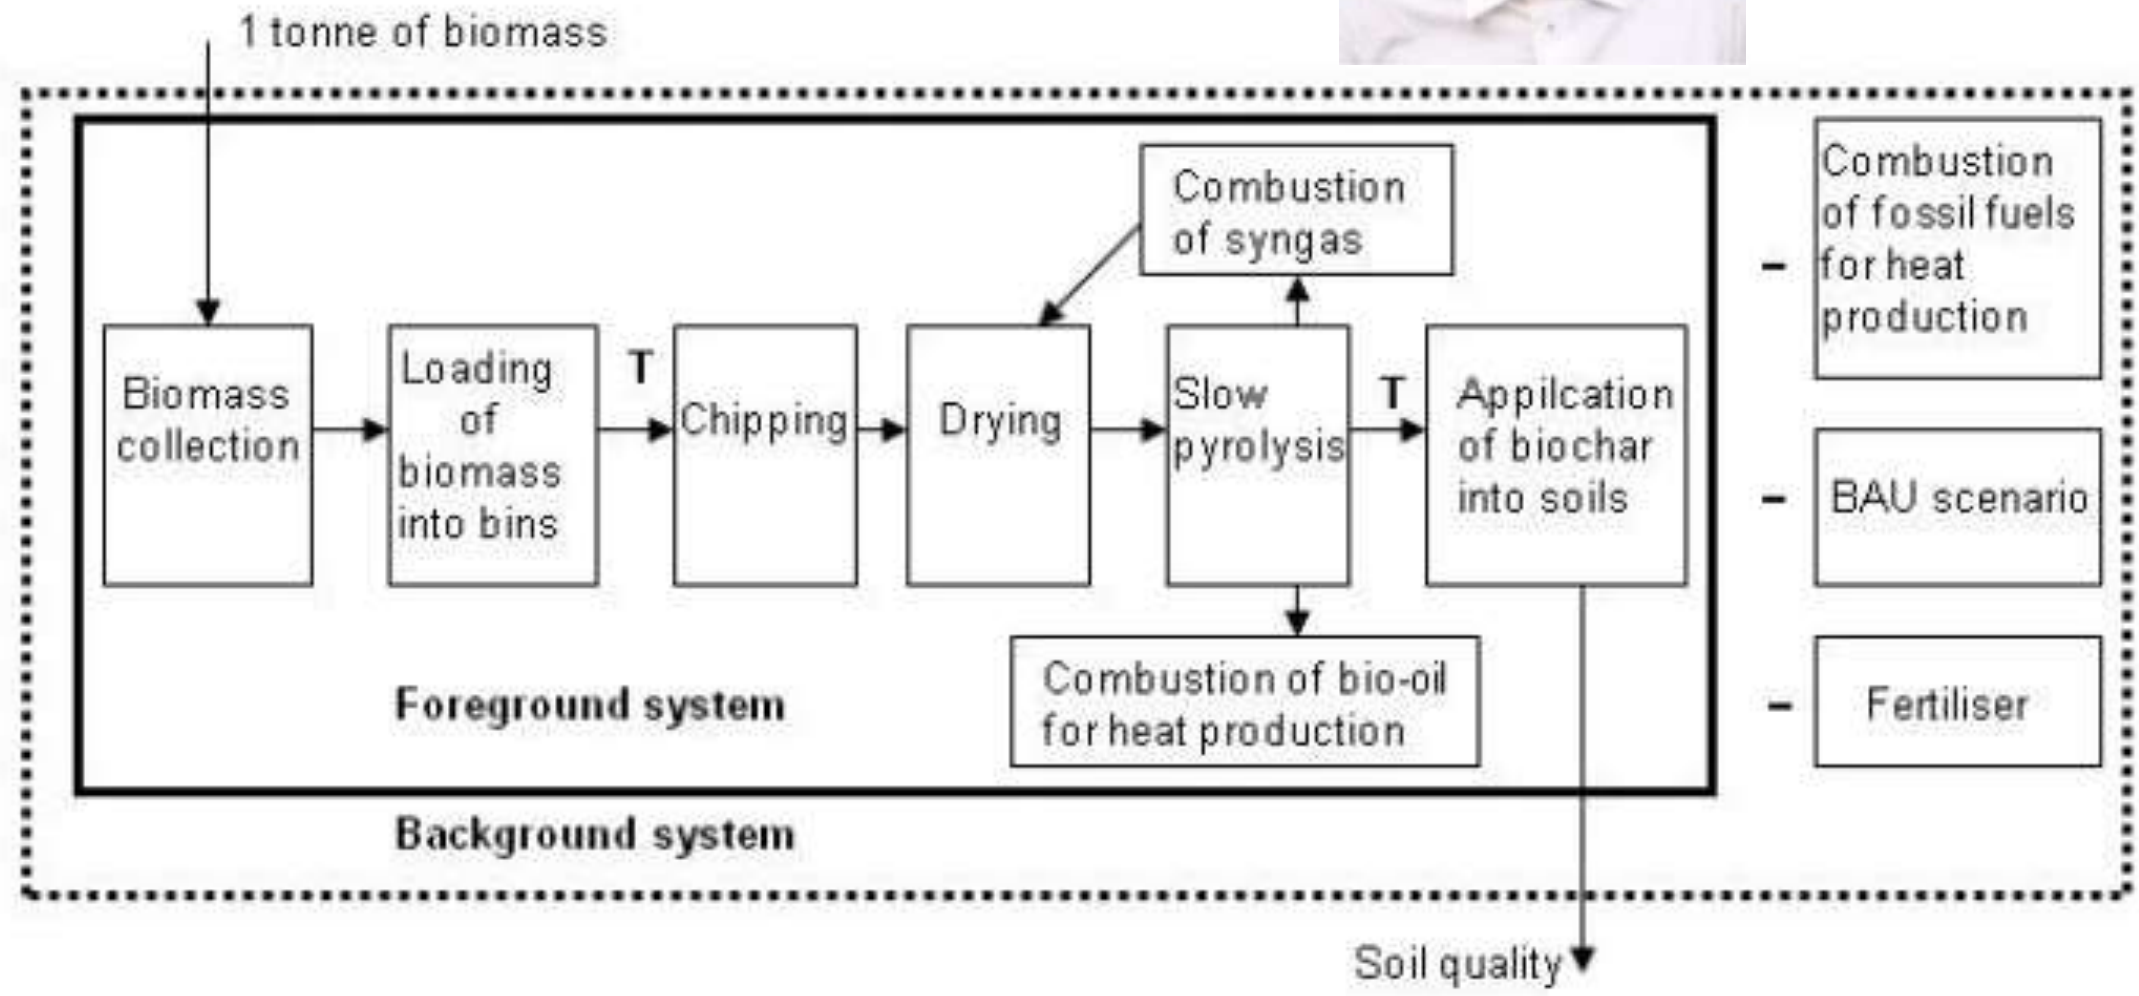 1 tonne of biomass
Combustion
of syngas
Combustion
of fossil fuels
for heat
production
Biomass
collection
Loading
of
biomass
into bins
T
Chipping
Drying
Slow
pyrolysis
T
Appilcation
of biochar
into soils
BAU scenario
Combustion of bio-oil
for heat production
Fertiliser
Foreground system
Background system
Soil quality